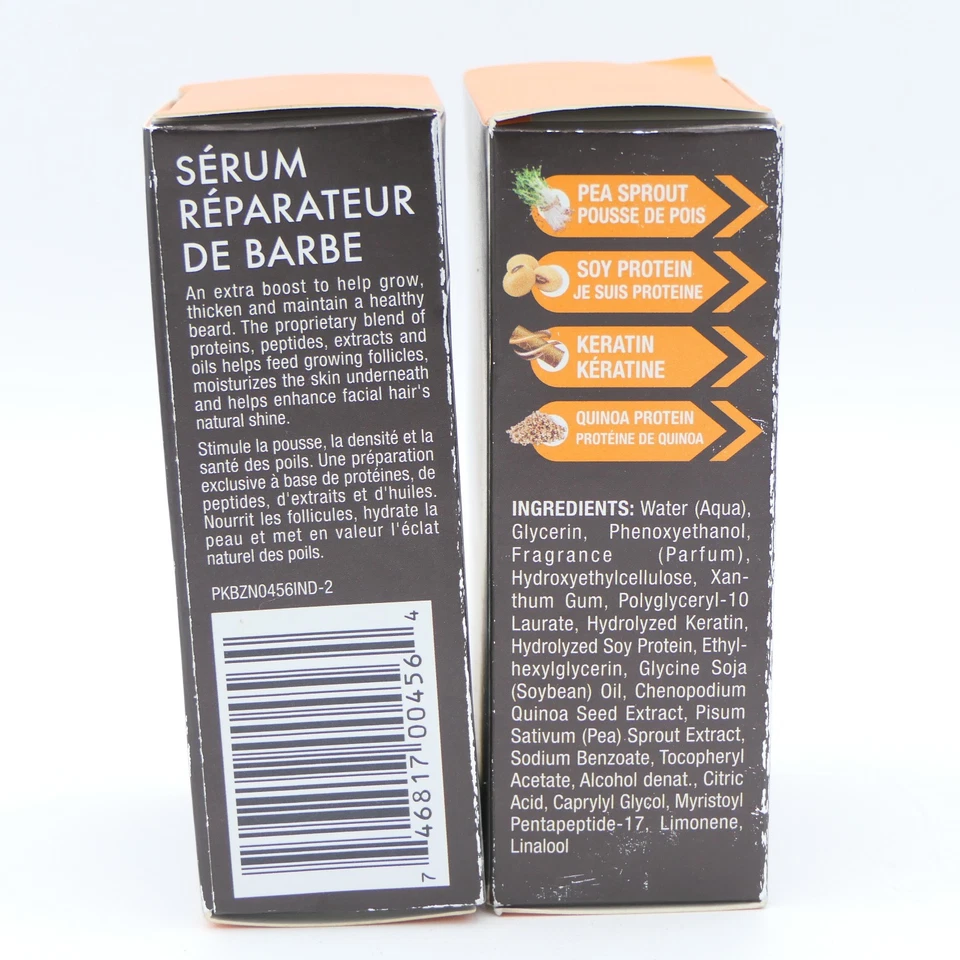 SÉRUM
RÉPARATEUR
DE BARBE
An extra boost to help grow,
thicken and maintain a healthy
beard. The proprietary blend of
proteins, peptides, extracts and
oils helps feed growing follicles,
moisturizes the skin underneath
and helps enhance facial hair's
natural shine.
Stimule la pousse, la densité et la
santé des poils. Une préparation
exclusive à base de protéines, de
peptides, d'extraits et d'huiles.
Nourrit les follicules, hydrate la
peau et met en valeur l'éclat
naturel des poils.
PKBZN0456IND-2
7 46817 00456 4
PEA SPROUT
POUSSE DE POIS
SOY PROTEIN
JE SUIS PROTEINE
KERATIN
KÉRATINE
QUINOA PROTEIN
PROTÉINE DE QUINOA
INGREDIENTS: Water (Aqua),
Glycerin, Phenoxyethanol,
Fragrance (Parfum),
Hydroxyethylcellulose, Xan-
thum Gum, Polyglyceryl-10
Laurate, Hydrolyzed Keratin,
Hydrolyzed Soy Protein, Ethyl-
hexylglycerin, Glycine Soja
(Soybean) Oil, Chenopodium
Quinoa Seed Extract, Pisum
Sativum (Pea) Sprout Extract,
Sodium Benzoate, Tocopheryl
Acetate, Alcohol denat., Citric
Acid, Caprylyl Glycol, Myristoyl
Pentapeptide-17, Limonene,
Linalool